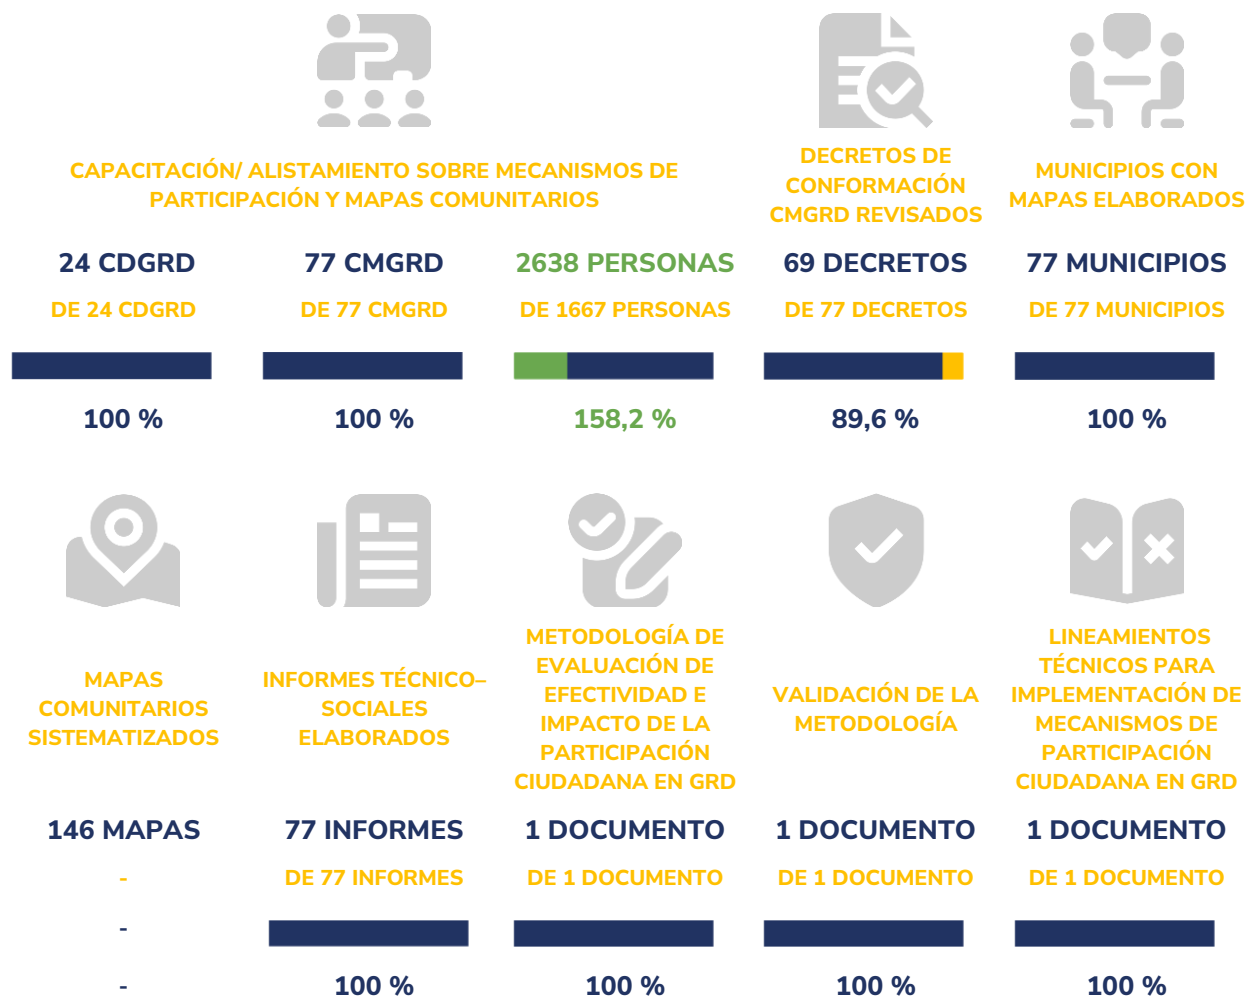 CAPACITACIÓN/ ALISTAMIENTO SOBRE MECANISMOS DE
PARTICIPACIÓN Y MAPAS COMUNITARIOS
DECRETOS DE
CONFORMACIÓN
CMGRD REVISADOS
MUNICIPIOS CON
MAPAS ELABORADOS
24 CDGRD
77 CMGRD
2638 PERSONAS
69 DECRETOS
77 MUNICIPIOS
DE 24 CDGRD
DE 77 CMGRD
DE 1667 PERSONAS
DE 77 DECRETOS
DE 77 MUNICIPIOS
100 %
100 %
158,2 %
89,6 %
100 %
MAPAS
COMUNITARIOS
SISTEMATIZADOS
INFORMES TÉCNICO–
SOCIALES
ELABORADOS
METODOLOGÍA DE
EVALUACIÓN DE
EFECTIVIDAD E
IMPACTO DE LA
PARTICIPACIÓN
CIUDADANA EN GRD
VALIDACIÓN DE LA
METODOLOGÍA
LINEAMIENTOS
TÉCNICOS PARA
IMPLEMENTACIÓN DE
MECANISMOS DE
PARTICIPACIÓN
CIUDADANA EN GRD
146 MAPAS
77 INFORMES
1 DOCUMENTO
1 DOCUMENTO
1 DOCUMENTO
-
DE 77 INFORMES
DE 1 DOCUMENTO
DE 1 DOCUMENTO
DE 1 DOCUMENTO
-
-
100 %
100 %
100 %
100 %